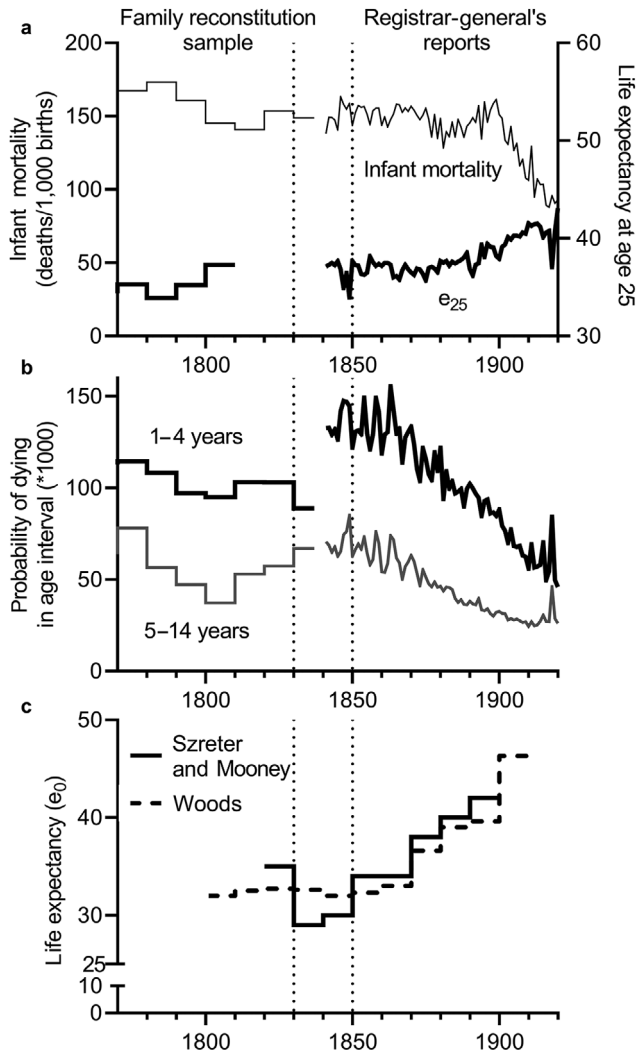 a
Family reconstitution
sample
Registrar-general's
reports
200
150
100
50
0
Infant mortality
(deaths/1,000 births)
60
50
40
30
Life expectancy at age 25
Infant mortality
e25
1800
1850
1900
b
150
100
50
0
Probability of dying
in age interval (*1000)
1–4 years
5–14 years
1800
1850
1900
c
50
40
30
25
10
0
Life expectancy (e0)
Szreter
and Mooney
Woods
1800
1850
1900